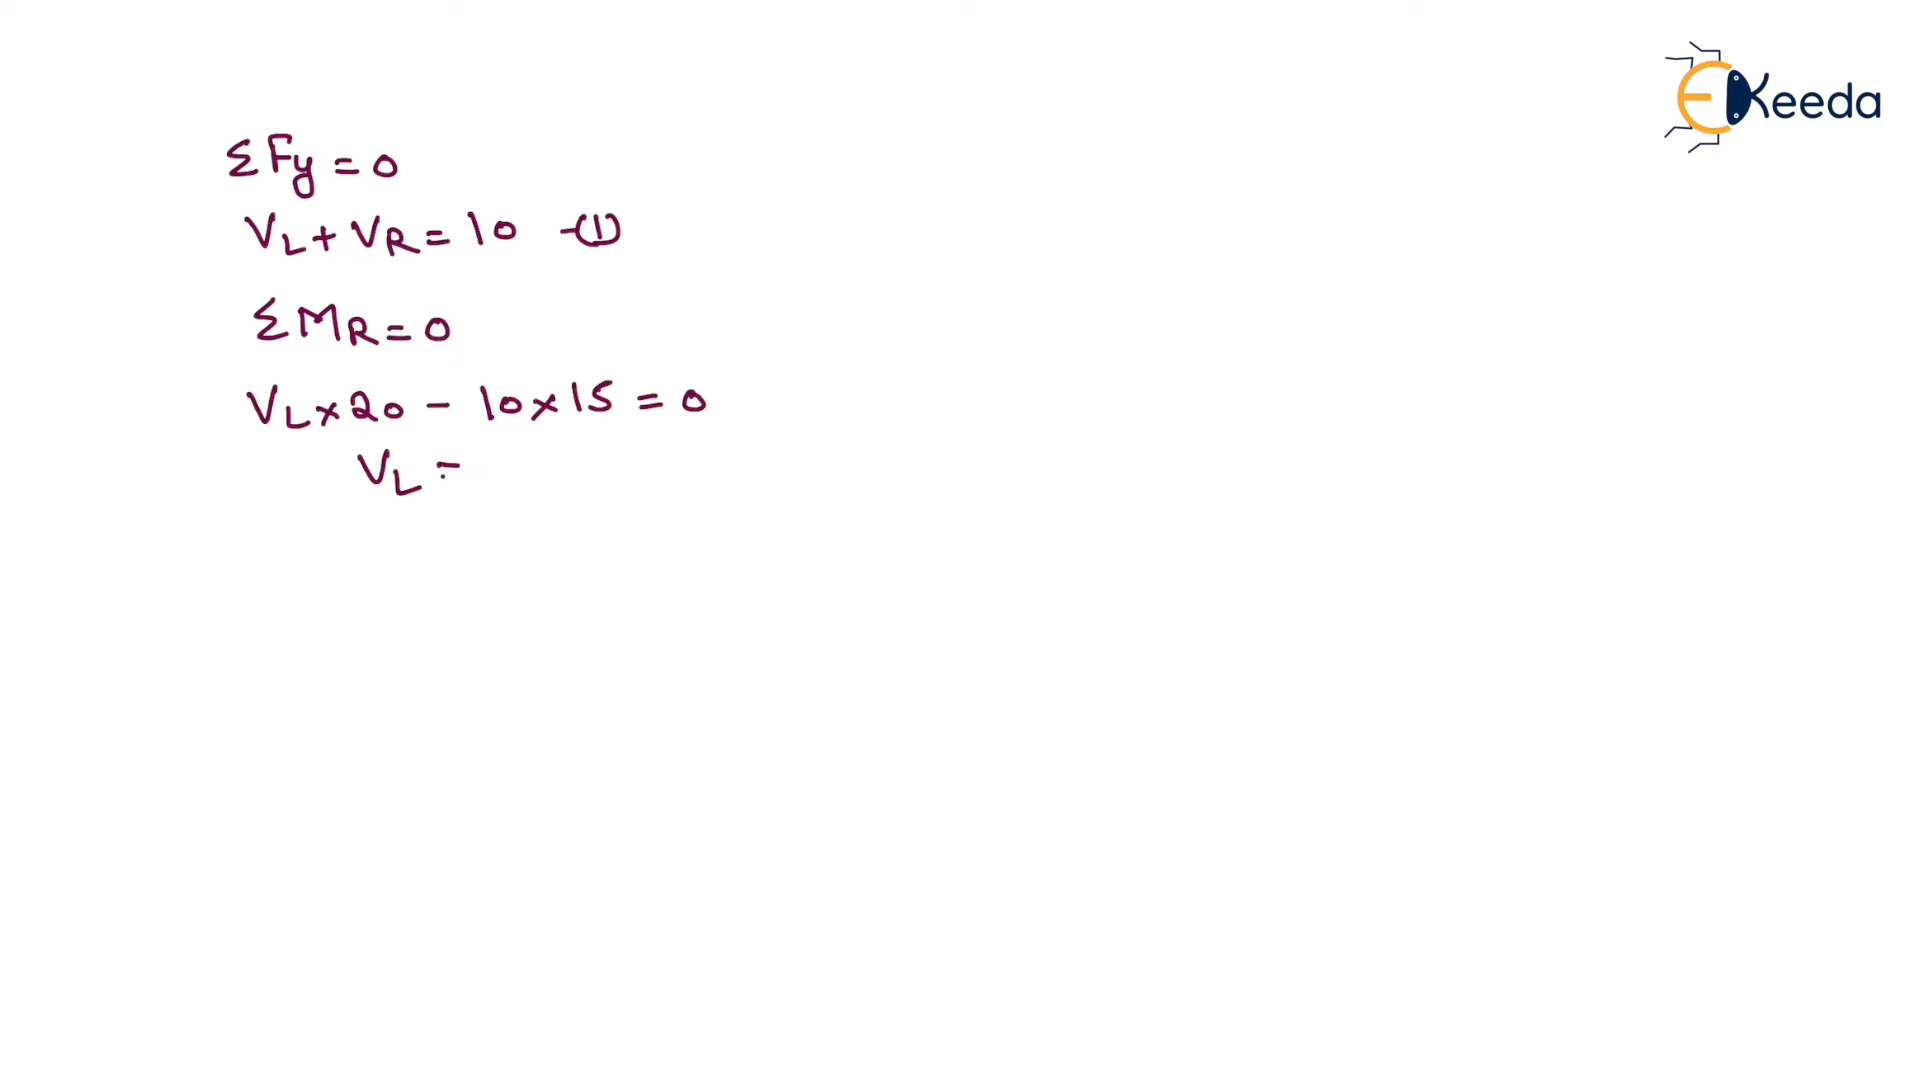 EKeeda
ΣFy = 0
VL + VR = 10 -(1)
ΣMR = 0
VL × 20 - 10 × 15 = 0
VL =